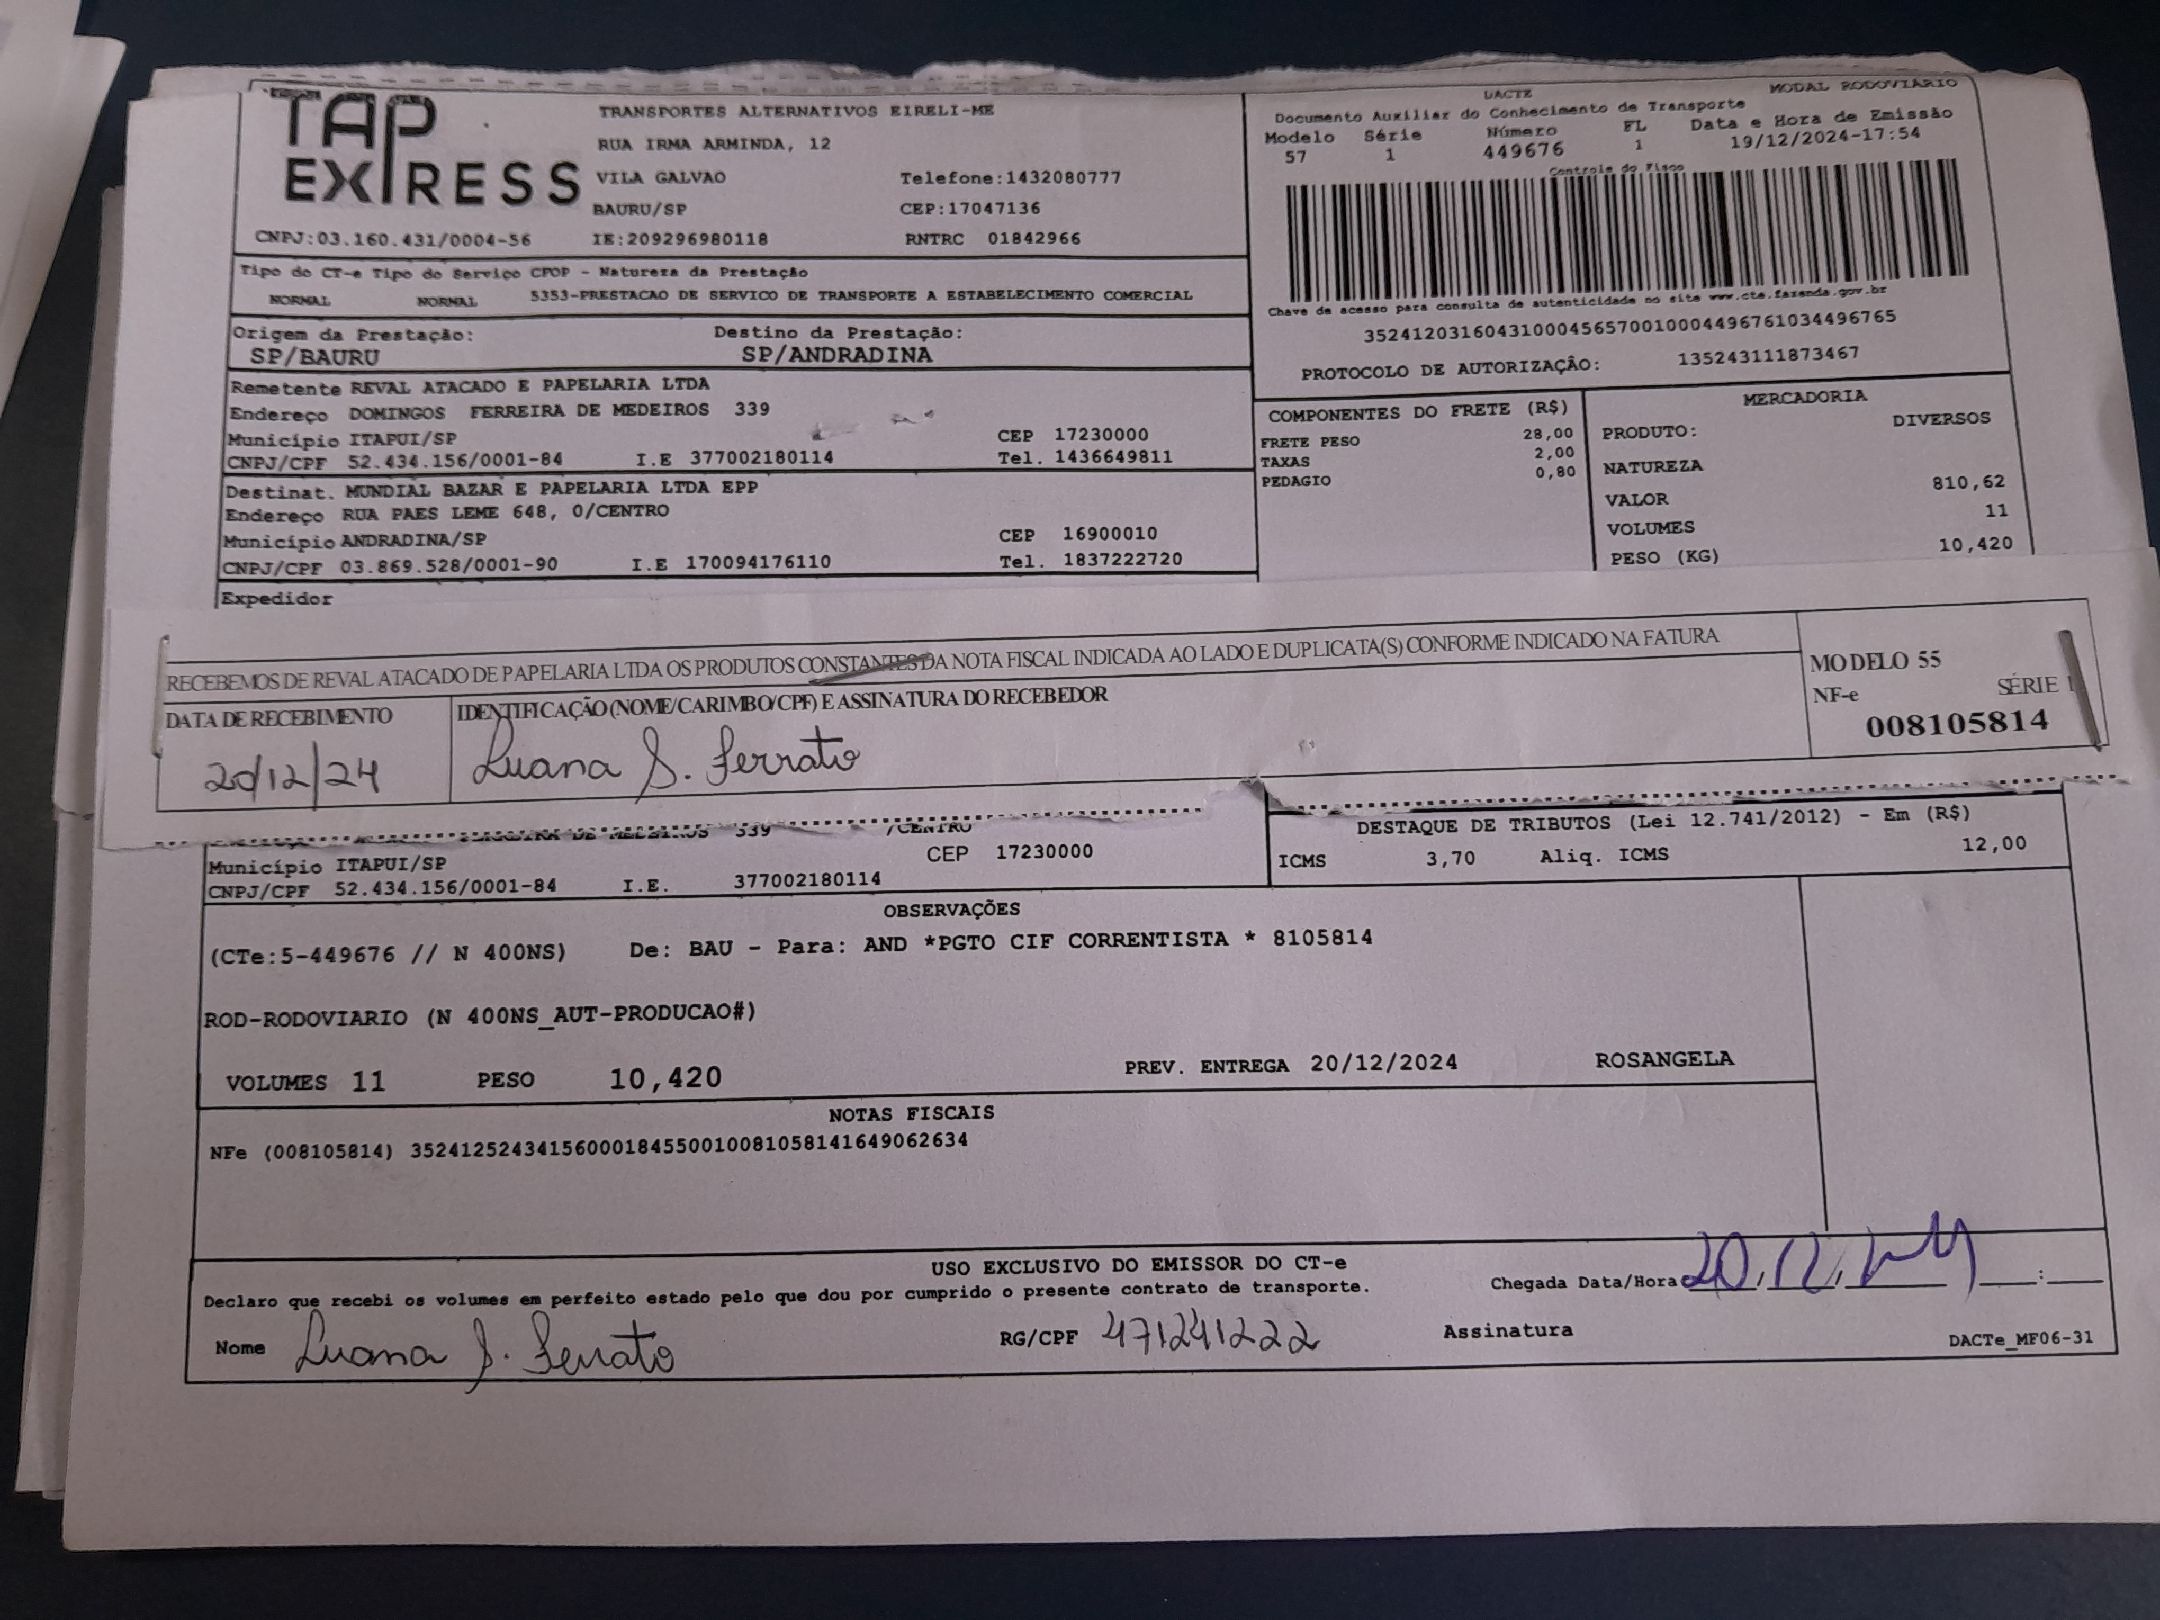 TAP EXPRESS
TRANSPORTES ALTERNATIVOS EIRELI-ME
RUA IRMA ARMINDA, 12
VILA GALVAO Telefone:1432080777
BAURU/SP CEP:17047136
CNPJ:03.160.431/0004-56 IE:209296980118 RNTRC 01842966
DACTE MODAL RODOVIÁRIO
Documento Auxiliar do Conhecimento de Transporte
Modelo Série Número FL Data e Hora de Emissão
57 1 449676 1 19/12/2024-17:54
Controle do Fisco
Chave de acesso para consulta de autenticidade no site www.cte.fazenda.gov.br
35241203160431000456570010004496761034496765
PROTOCOLO DE AUTORIZAÇÃO: 135243111873467
Tipo do CT-e Tipo do Serviço CFOP - Natureza da Prestação
NORMAL NORMAL 5353-PRESTACAO DE SERVICO DE TRANSPORTE A ESTABELECIMENTO COMERCIAL
Origem da Prestação: Destino da Prestação:
SP/BAURU SP/ANDRADINA
Remetente REVAL ATACADO E PAPELARIA LTDA
Endereço DOMINGOS FERREIRA DE MEDEIROS 339
Município ITAPUI/SP CEP 17230000
CNPJ/CPF 52.434.156/0001-84 I.E 377002180114 Tel. 1436649811
Destinat. MUNDIAL BAZAR E PAPELARIA LTDA EPP
Endereço RUA PAES LEME 648, 0/CENTRO
Município ANDRADINA/SP CEP 16900010
CNPJ/CPF 03.869.528/0001-90 I.E 170094176110 Tel. 1837222720
Expedidor
COMPONENTES DO FRETE (R$)
FRETE PESO 28,00
TAXAS 2,00
PEDAGIO 0,80
MERCADORIA
PRODUTO: DIVERSOS
NATUREZA
VALOR 810,62
VOLUMES 11
PESO (KG) 10,420
RECEBEMOS DE REVAL ATACADO DE PAPELARIA LTDA OS PRODUTOS CONSTANTES DA NOTA FISCAL INDICADA AO LADO E DUPLICATA(S) CONFORME INDICADO NA FATURA
DATA DE RECEBIMENTO IDENTIFICAÇÃO (NOME/CARIMBO/CPF) E ASSINATURA DO RECEBEDOR
20/12/24 Luana S. Ferrato
MODELO 55
NF-e SÉRIE 1
008105814
FERREIRA DE MEDEIROS 339 /CENTRO
Município ITAPUI/SP CEP 17230000
CNPJ/CPF 52.434.156/0001-84 I.E. 377002180114
DESTAQUE DE TRIBUTOS (Lei 12.741/2012) - Em (R$)
ICMS 3,70 Aliq. ICMS 12,00
OBSERVAÇÕES
(CTe:5-449676 // N 400NS) De: BAU - Para: AND *PGTO CIF CORRENTISTA * 8105814
ROD-RODOVIARIO (N 400NS_AUT-PRODUCAO#)
VOLUMES 11 PESO 10,420 PREV. ENTREGA 20/12/2024 ROSANGELA
NOTAS FISCAIS
NFe (008105814) 35241252434156000184550010081058141649062634
USO EXCLUSIVO DO EMISSOR DO CT-e
Declaro que recebi os volumes em perfeito estado pelo que dou por cumprido o presente contrato de transporte.
Chegada Data/Hora 20/12/ :
Nome Luana S. Ferrato RG/CPF 471241222 Assinatura
DACTe_MF06-31